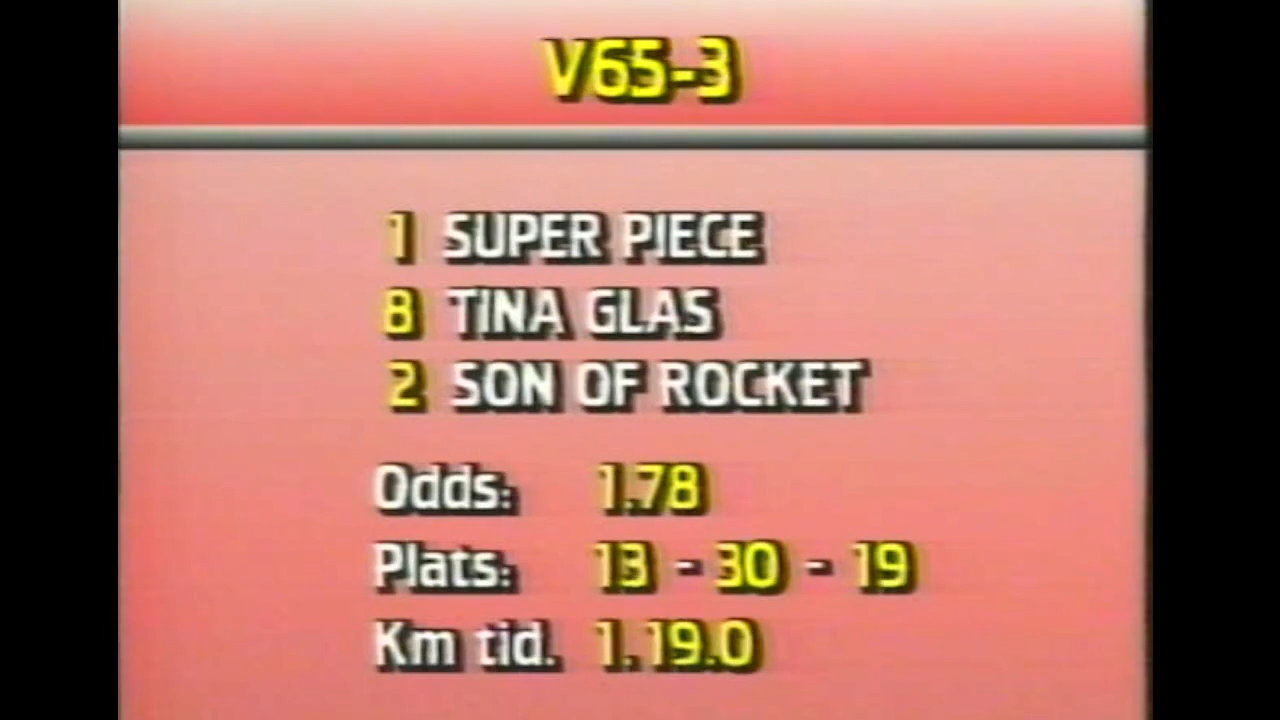 V65-3
1 SUPER PIECE
8 TINA GLAS
2 SON OF ROCKET
Odds: 1.78
Plats: 13 - 30 - 19
Km tid. 1.19.0